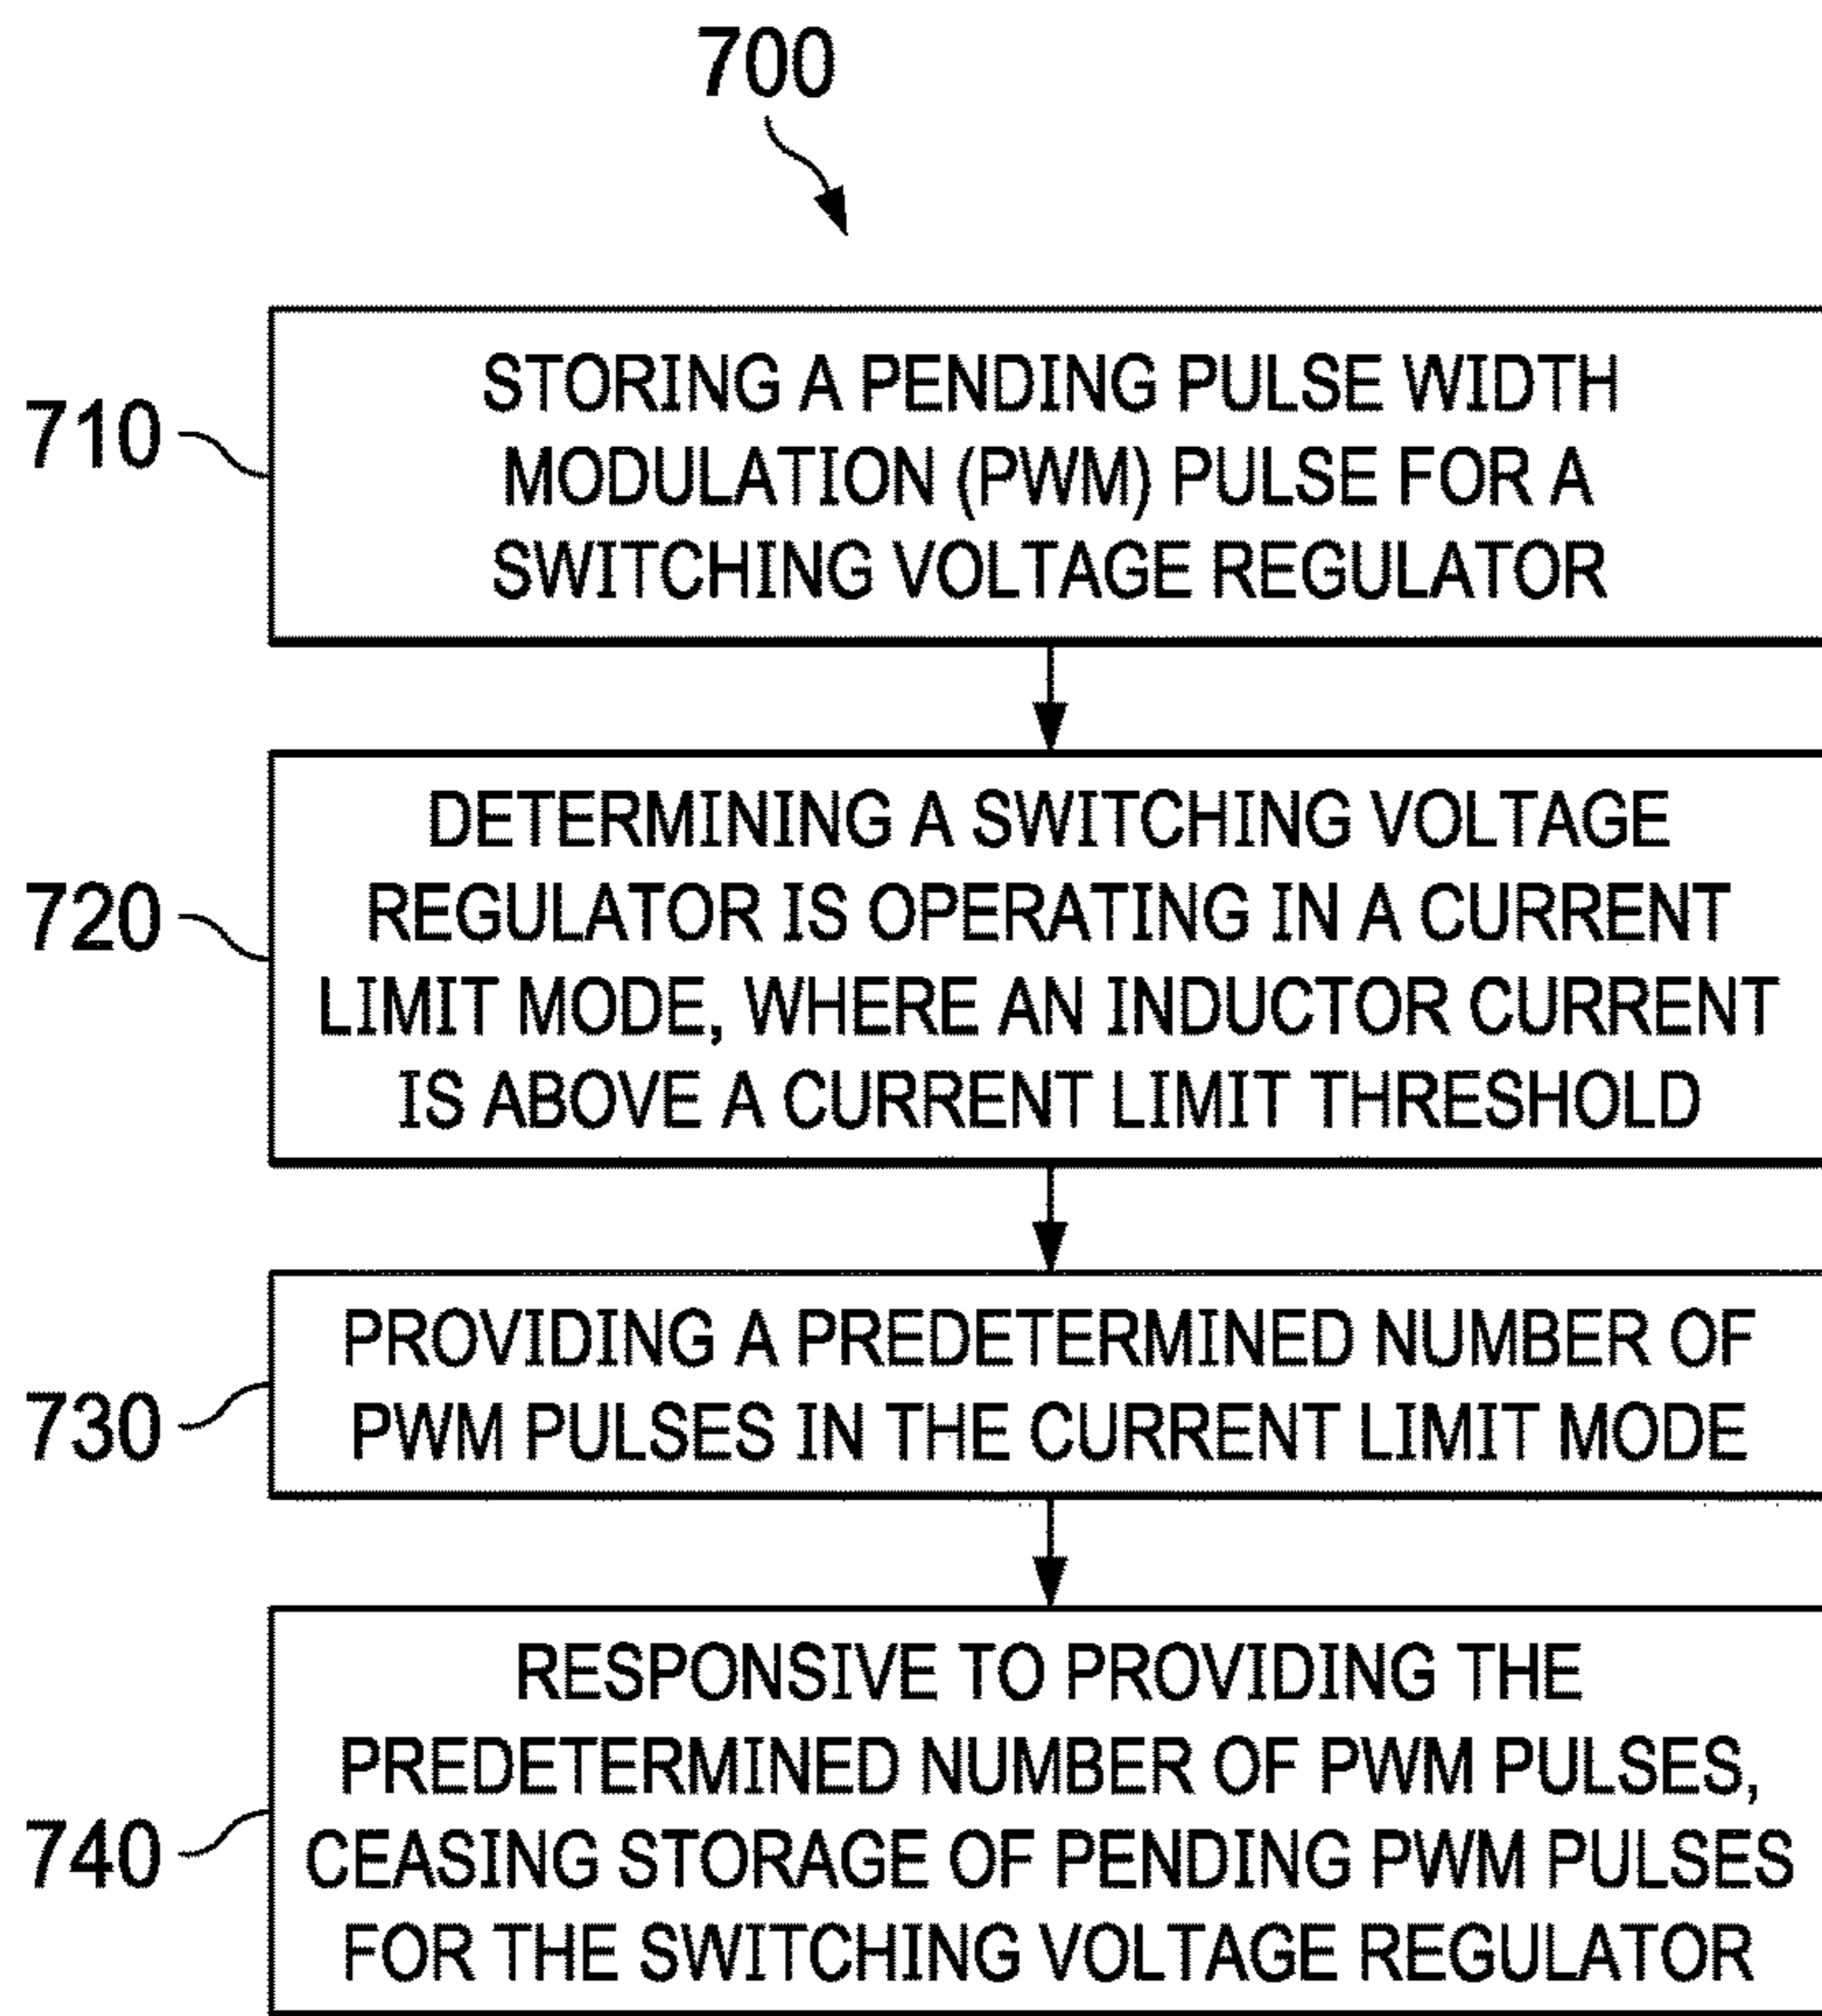 700
710
STORING A PENDING PULSE WIDTH
MODULATION (PWM) PULSE FOR A
SWITCHING VOLTAGE REGULATOR
720
DETERMINING A SWITCHING VOLTAGE
REGULATOR IS OPERATING IN A CURRENT
LIMIT MODE, WHERE AN INDUCTOR CURRENT
IS ABOVE A CURRENT LIMIT THRESHOLD
730
PROVIDING A PREDETERMINED NUMBER OF
PWM PULSES IN THE CURRENT LIMIT MODE
740
RESPONSIVE TO PROVIDING THE
PREDETERMINED NUMBER OF PWM PULSES,
CEASING STORAGE OF PENDING PWM PULSES
FOR THE SWITCHING VOLTAGE REGULATOR